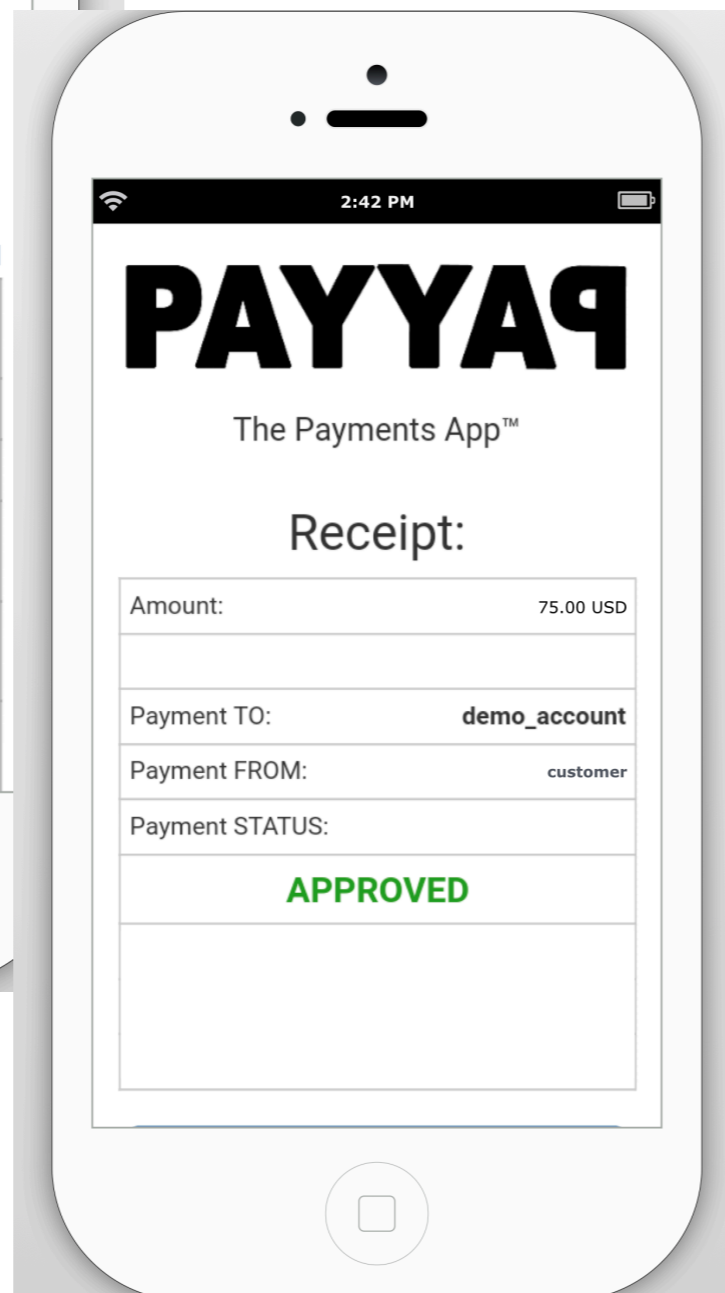 2:42 PM
PAYYAP
The Payments App™
Receipt:
Amount: 75.00 USD
Payment TO: demo_account
Payment FROM: customer
Payment STATUS:
APPROVED